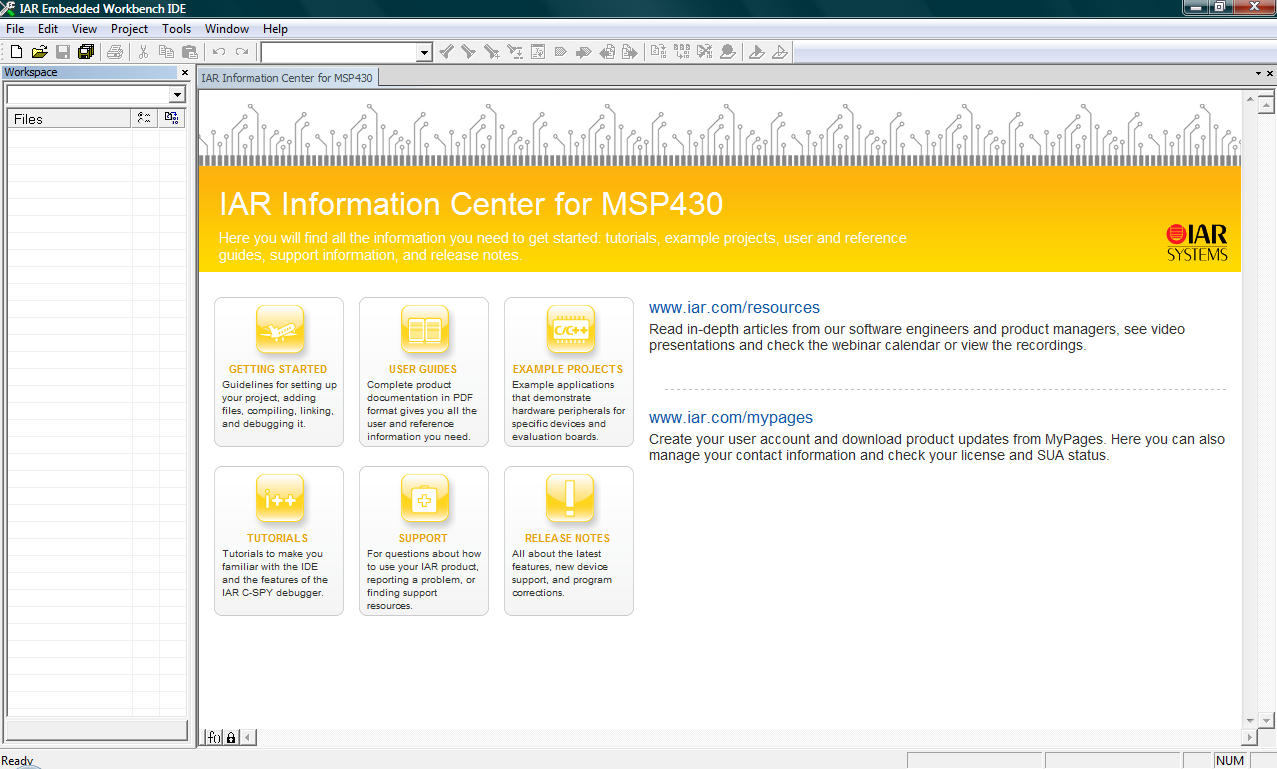 IAR Embedded Workbench IDE
File Edit View Project Tools Window Help
Workspace
Files
IAR Information Center for MSP430
IAR Information Center for MSP430
Here you will find all the information you need to get started: tutorials, example projects, user and reference
guides, support information, and release notes.
IAR
SYSTEMS
GETTING STARTED
Guidelines for setting up
your project, adding
files, compiling, linking,
and debugging it.
USER GUIDES
Complete product
documentation in PDF
format gives you all the
user and reference
information you need.
C/C++
EXAMPLE PROJECTS
Example applications
that demonstrate
hardware peripherals for
specific devices and
evaluation boards.
i++
TUTORIALS
Tutorials to make you
familiar with the IDE
and the features of the
IAR C-SPY debugger.
SUPPORT
For questions about how
to use your IAR product,
reporting a problem, or
finding support
resources.
RELEASE NOTES
All about the latest
features, new device
support, and program
corrections.
www.iar.com/resources
Read in-depth articles from our software engineers and product managers, see video
presentations and check the webinar calendar or view the recordings.
www.iar.com/mypages
Create your user account and download product updates from MyPages. Here you can also
manage your contact information and check your license and SUA status.
f()
Ready
NUM